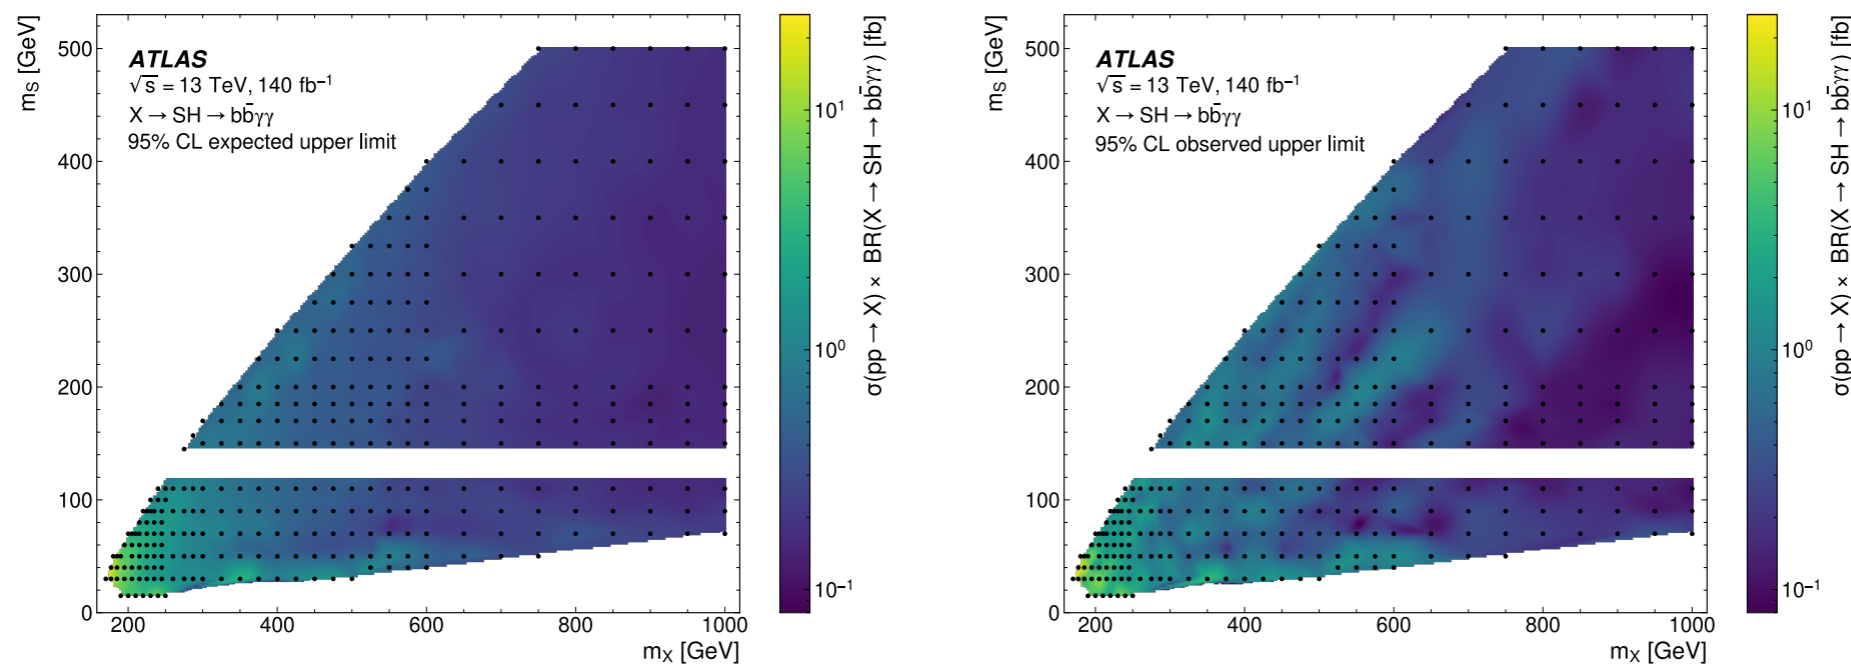 ATLAS
√s = 13 TeV, 140 fb⁻¹
X → SH → bb̄γγ
95% CL expected upper limit
m_S [GeV]
500
400
300
200
100
0
200 400 600 800 1000
m_X [GeV]
10¹
10⁰
10⁻¹
σ(pp → X) × BR(X → SH → bb̄γγ) [fb]
ATLAS
√s = 13 TeV, 140 fb⁻¹
X → SH → bb̄γγ
95% CL observed upper limit
m_S [GeV]
500
400
300
200
100
0
200 400 600 800 1000
m_X [GeV]
10¹
10⁰
10⁻¹
σ(pp → X) × BR(X → SH → bb̄γγ) [fb]